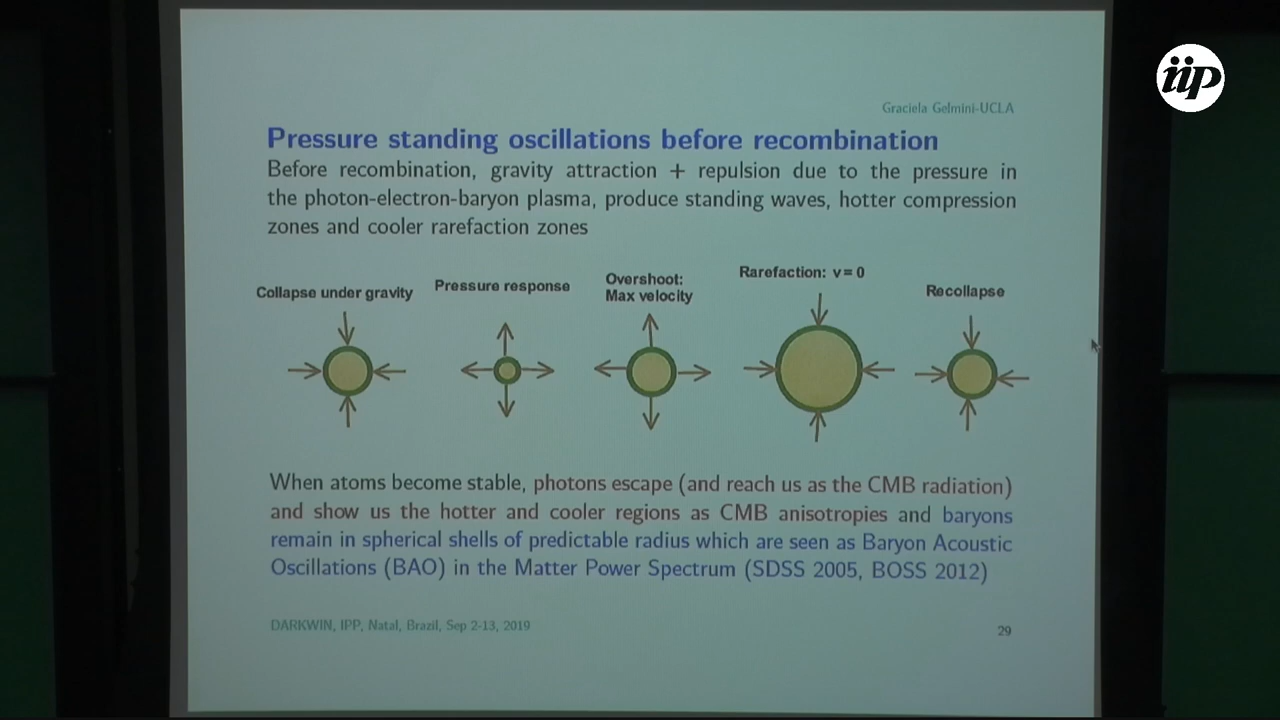 iip
Graciela Gelmini-UCLA
Pressure standing oscillations before recombination
Before recombination, gravity attraction + repulsion due to the pressure in
the photon-electron-baryon plasma, produce standing waves, hotter compression
zones and cooler rarefaction zones
Collapse under gravity
Pressure response
Overshoot:
Max velocity
Rarefaction: v=0
Recollapse
When atoms become stable, photons escape (and reach us as the CMB radiation)
and show us the hotter and cooler regions as CMB anisotropies and baryons
remain in spherical shells of predictable radius which are seen as Baryon Acoustic
Oscillations (BAO) in the Matter Power Spectrum (SDSS 2005, BOSS 2012)
DARKWIN, IPP, Natal, Brazil, Sep 2-13, 2019
29